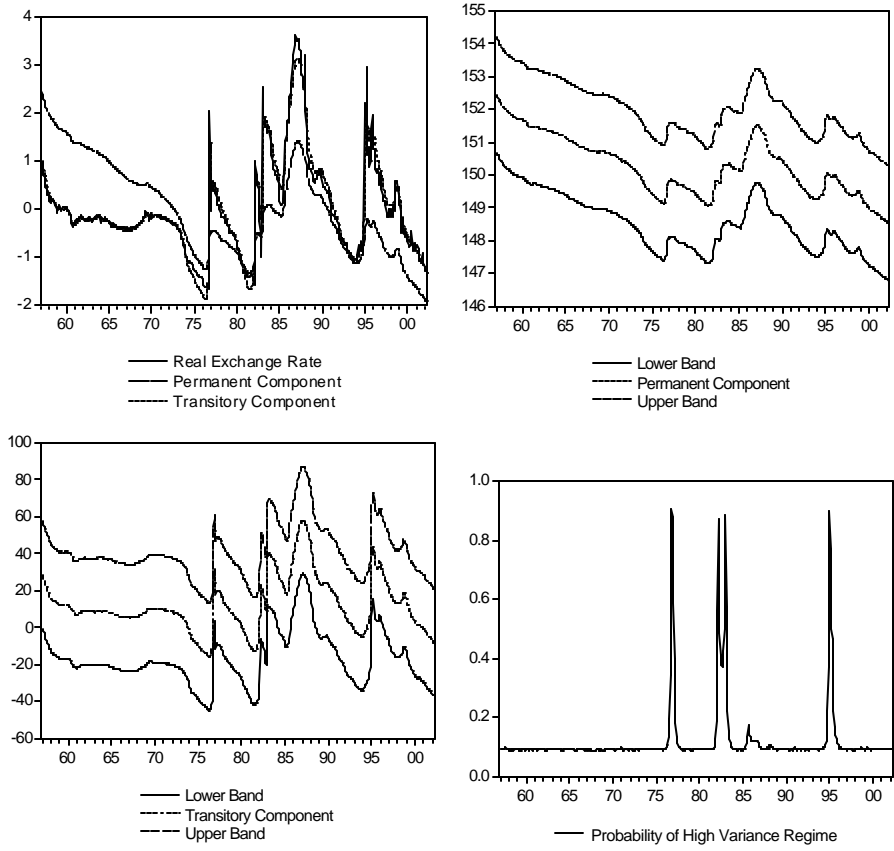 4
3
2
1
0
-1
-2
60 65 70 75 80 85 90 95 00
Real Exchange Rate
Permanent Component
Transitory Component
155
154
153
152
151
150
149
148
147
146
60 65 70 75 80 85 90 95 00
Lower Band
Permanent Component
Upper Band
100
80
60
40
20
0
-20
-40
-60
60 65 70 75 80 85 90 95 00
Lower Band
Transitory Component
Upper Band
1.0
0.8
0.6
0.4
0.2
0.0
60 65 70 75 80 85 90 95 00
Probability of High Variance Regime